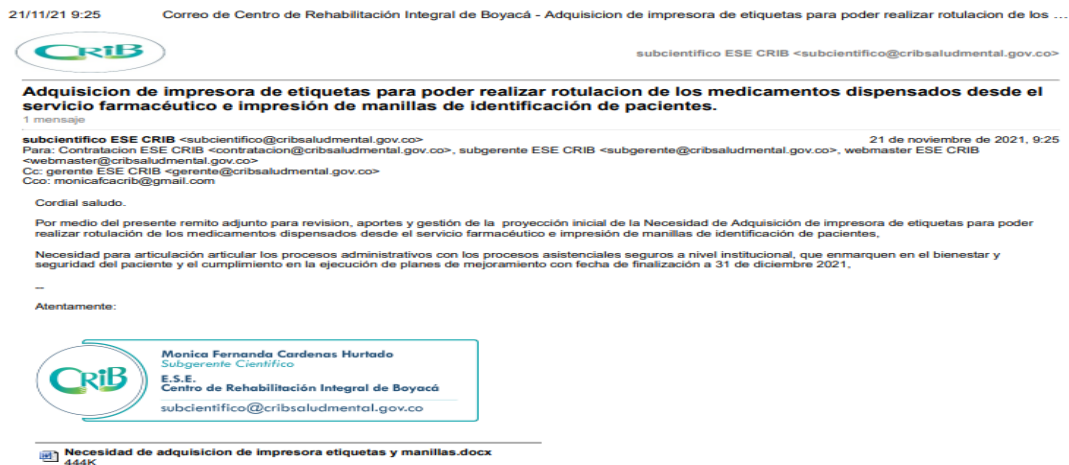 21/11/21 9:25 Correo de Centro de Rehabilitación Integral de Boyacá - Adquisicion de impresora de etiquetas para poder realizar rotulacion de los …
CRiB
subcientifico ESE CRIB <subcientifico@cribsaludmental.gov.co>
Adquisicion de impresora de etiquetas para poder realizar rotulacion de los medicamentos dispensados desde el
servicio farmacéutico e impresión de manillas de identificación de pacientes.
1 mensaje
subcientifico ESE CRIB <subcientifico@cribsaludmental.gov.co> 21 de noviembre de 2021, 9:25
Para: Contratacion ESE CRIB <contratacion@cribsaludmental.gov.co>, subgerente ESE CRIB <subgerente@cribsaludmental.gov.co>, webmaster ESE CRIB
<webmaster@cribsaludmental.gov.co>
Cc: gerente ESE CRIB <gerente@cribsaludmental.gov.co>
Cco: monicafcacrib@gmail.com
Cordial saludo.
Por medio del presente remito adjunto para revision, aportes y gestión de la proyección inicial de la Necesidad de Adquisición de impresora de etiquetas para poder
realizar rotulación de los medicamentos dispensados desde el servicio farmacéutico e impresión de manillas de identificación de pacientes,
Necesidad para articulación articular los procesos administrativos con los procesos asistenciales seguros a nivel institucional, que enmarquen en el bienestar y
seguridad del paciente y el cumplimiento en la ejecución de planes de mejoramiento con fecha de finalización a 31 de diciembre 2021,
--
Atentamente:
CRiB
Monica Fernanda Cardenas Hurtado
Subgerente Científico
E.S.E.
Centro de Rehabilitación Integral de Boyacá
subcientifico@cribsaludmental.gov.co
Necesidad de adquisicion de impresora etiquetas y manillas.docx
444K